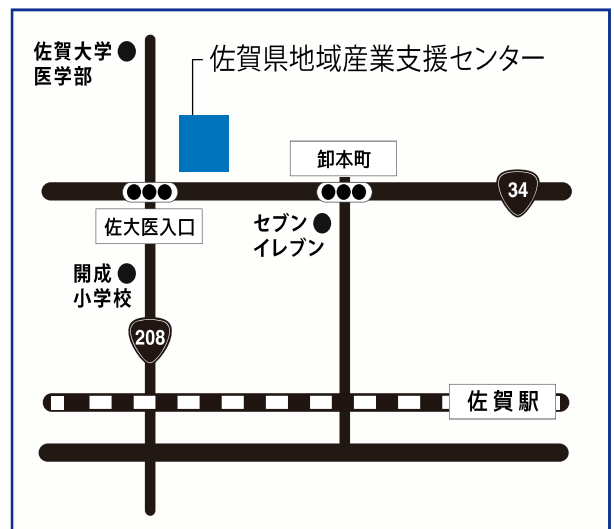 佐賀大学
医学部
佐賀県地域産業支援センター
卸本町
34
佐大医入口
セブン
イレブン
開成
小学校
208
佐賀駅